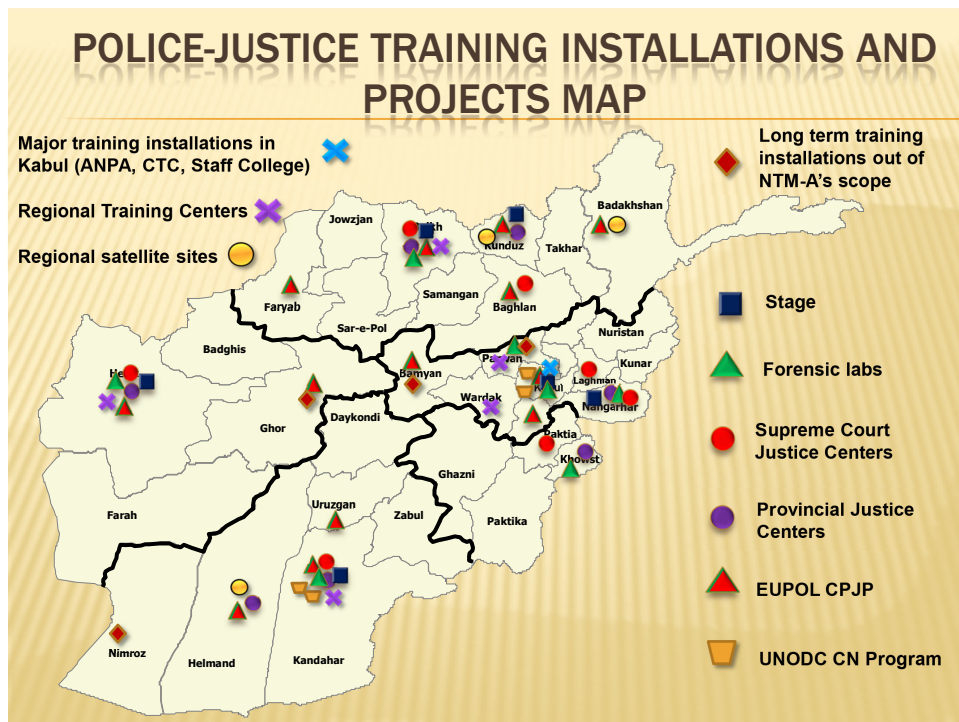 POLICE-JUSTICE TRAINING INSTALLATIONS AND
PROJECTS MAP
Major training installations in
Kabul (ANPA, CTC, Staff College)
Regional Training Centers
Regional satellite sites
Long term training
installations out of
NTM-A's scope
Stage
Forensic labs
Supreme Court
Justice Centers
Provincial Justice
Centers
EUPOL CPJP
UNODC CN Program
Badakhshan
Jowzjan
Kunduz
Takhar
Samangan
Baghlan
Faryab
Sar-e-Pol
Nuristan
Badghis
Kunar
Bamyan
Laghman
Wardak
Nangarhar
Ghor
Daykondi
Paktia
Khowst
Ghazni
Farah
Uruzgan
Zabul
Paktika
Nimroz
Helmand
Kandahar